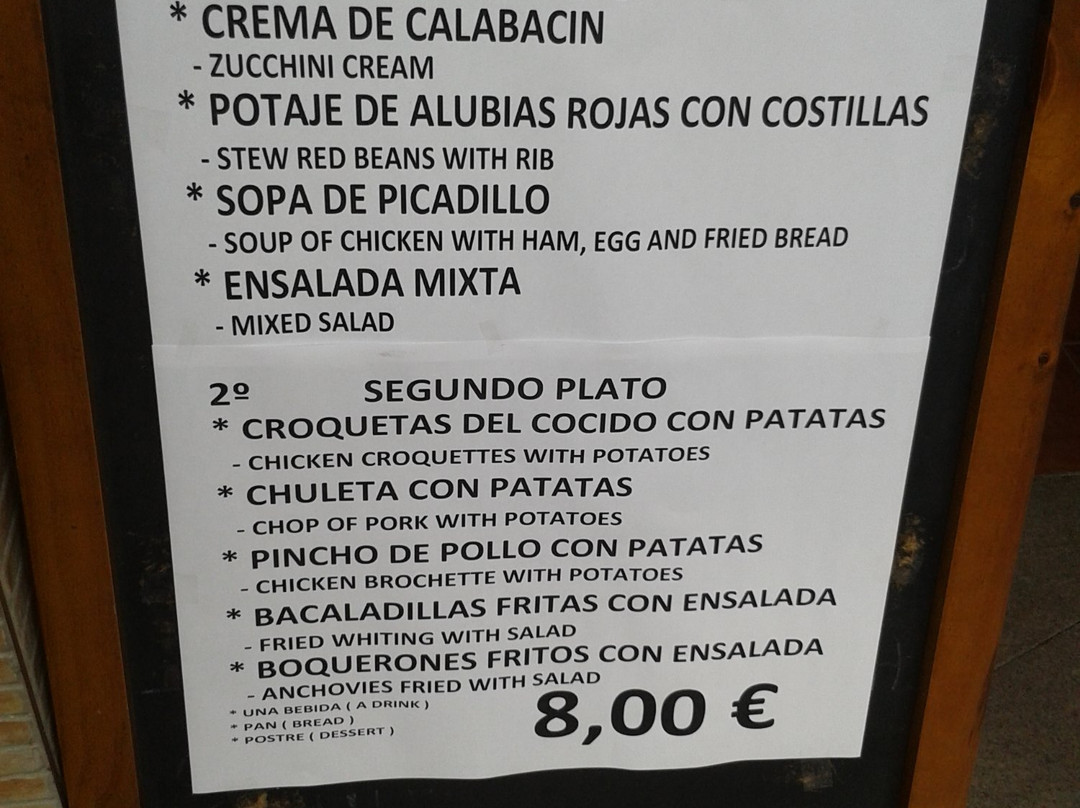 * CREMA DE CALABACIN
- ZUCCHINI CREAM
* POTAJE DE ALUBIAS ROJAS CON COSTILLAS
- STEW RED BEANS WITH RIB
* SOPA DE PICADILLO
- SOUP OF CHICKEN WITH HAM, EGG AND FRIED BREAD
* ENSALADA MIXTA
- MIXED SALAD
2º SEGUNDO PLATO
* CROQUETAS DEL COCIDO CON PATATAS
- CHICKEN CROQUETTES WITH POTATOES
* CHULETA CON PATATAS
- CHOP OF PORK WITH POTATOES
* PINCHO DE POLLO CON PATATAS
- CHICKEN BROCHETTE WITH POTATOES
* BACALADILLAS FRITAS CON ENSALADA
- FRIED WHITING WITH SALAD
* BOQUERONES FRITOS CON ENSALADA
- ANCHOVIES FRIED WITH SALAD
* UNA BEBIDA ( A DRINK )
* PAN ( BREAD )
* POSTRE ( DESSERT )
8,00 €